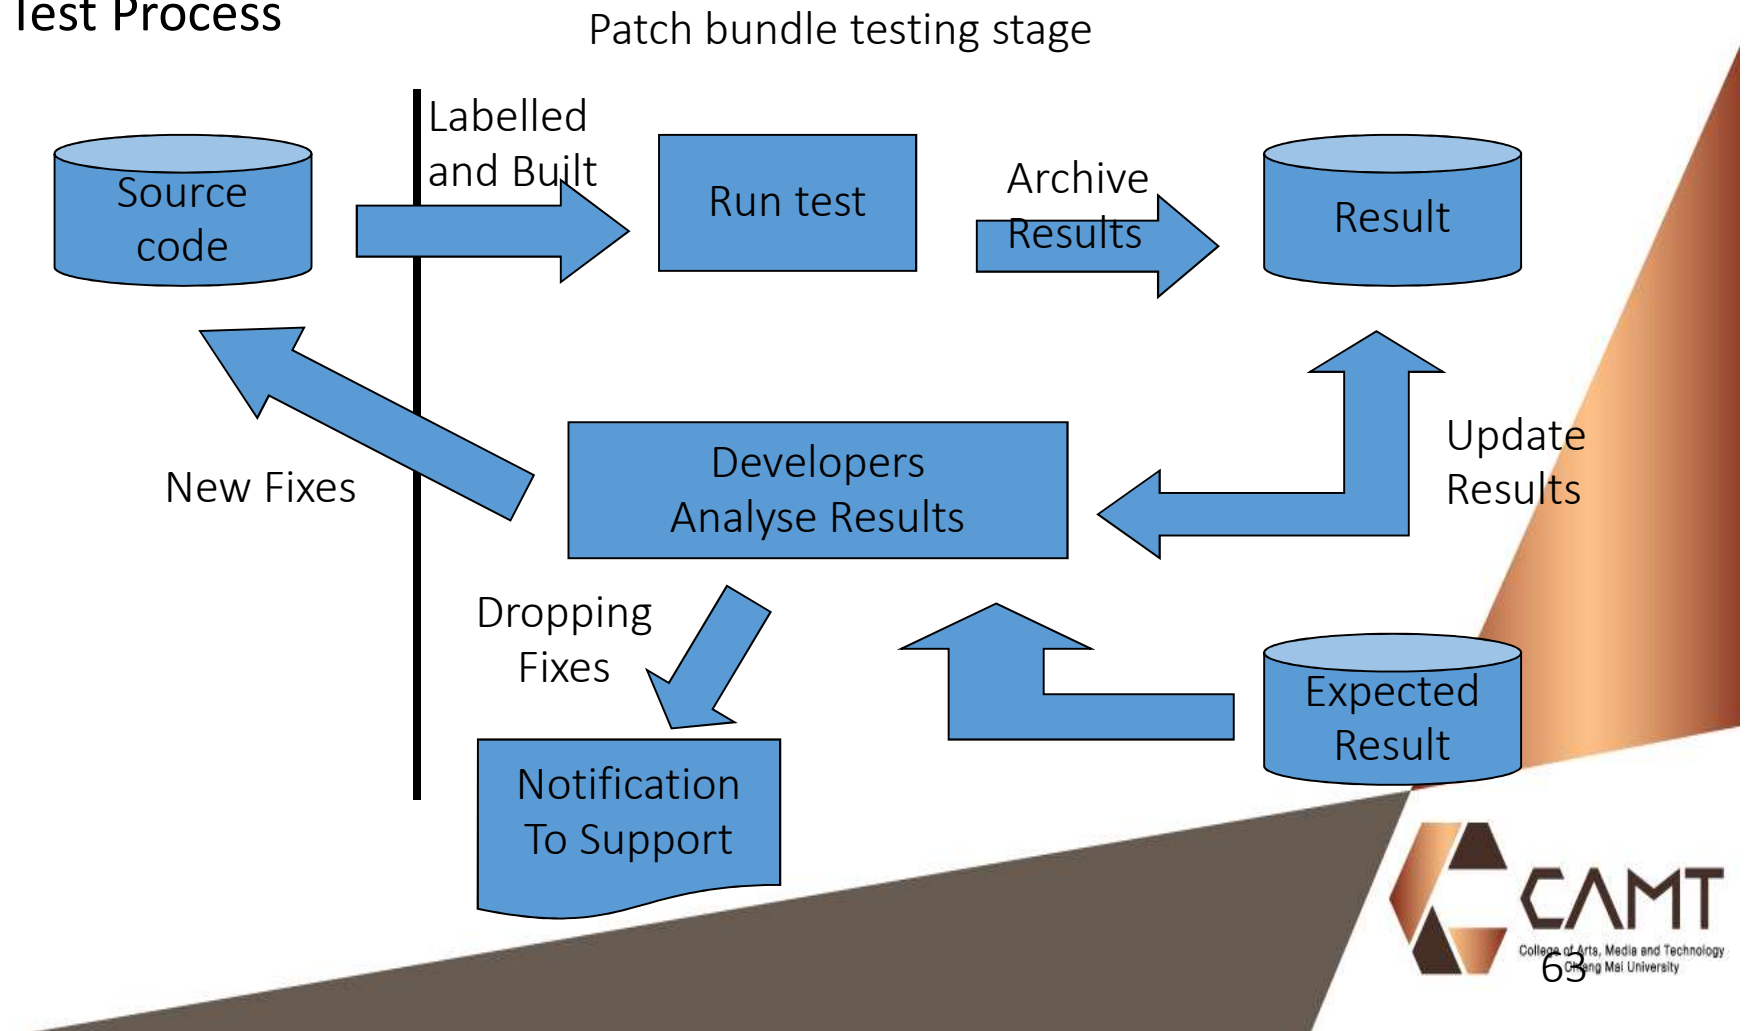 Test Process
Patch bundle testing stage
Labelled
and Built
Source
code
Run test
Archive
Results
Result
New Fixes
Developers
Analyse Results
Update
Results
Dropping
Fixes
Expected
Result
Notification
To Support
CAMT
College of Arts, Media and Technology
Chiang Mai University
63